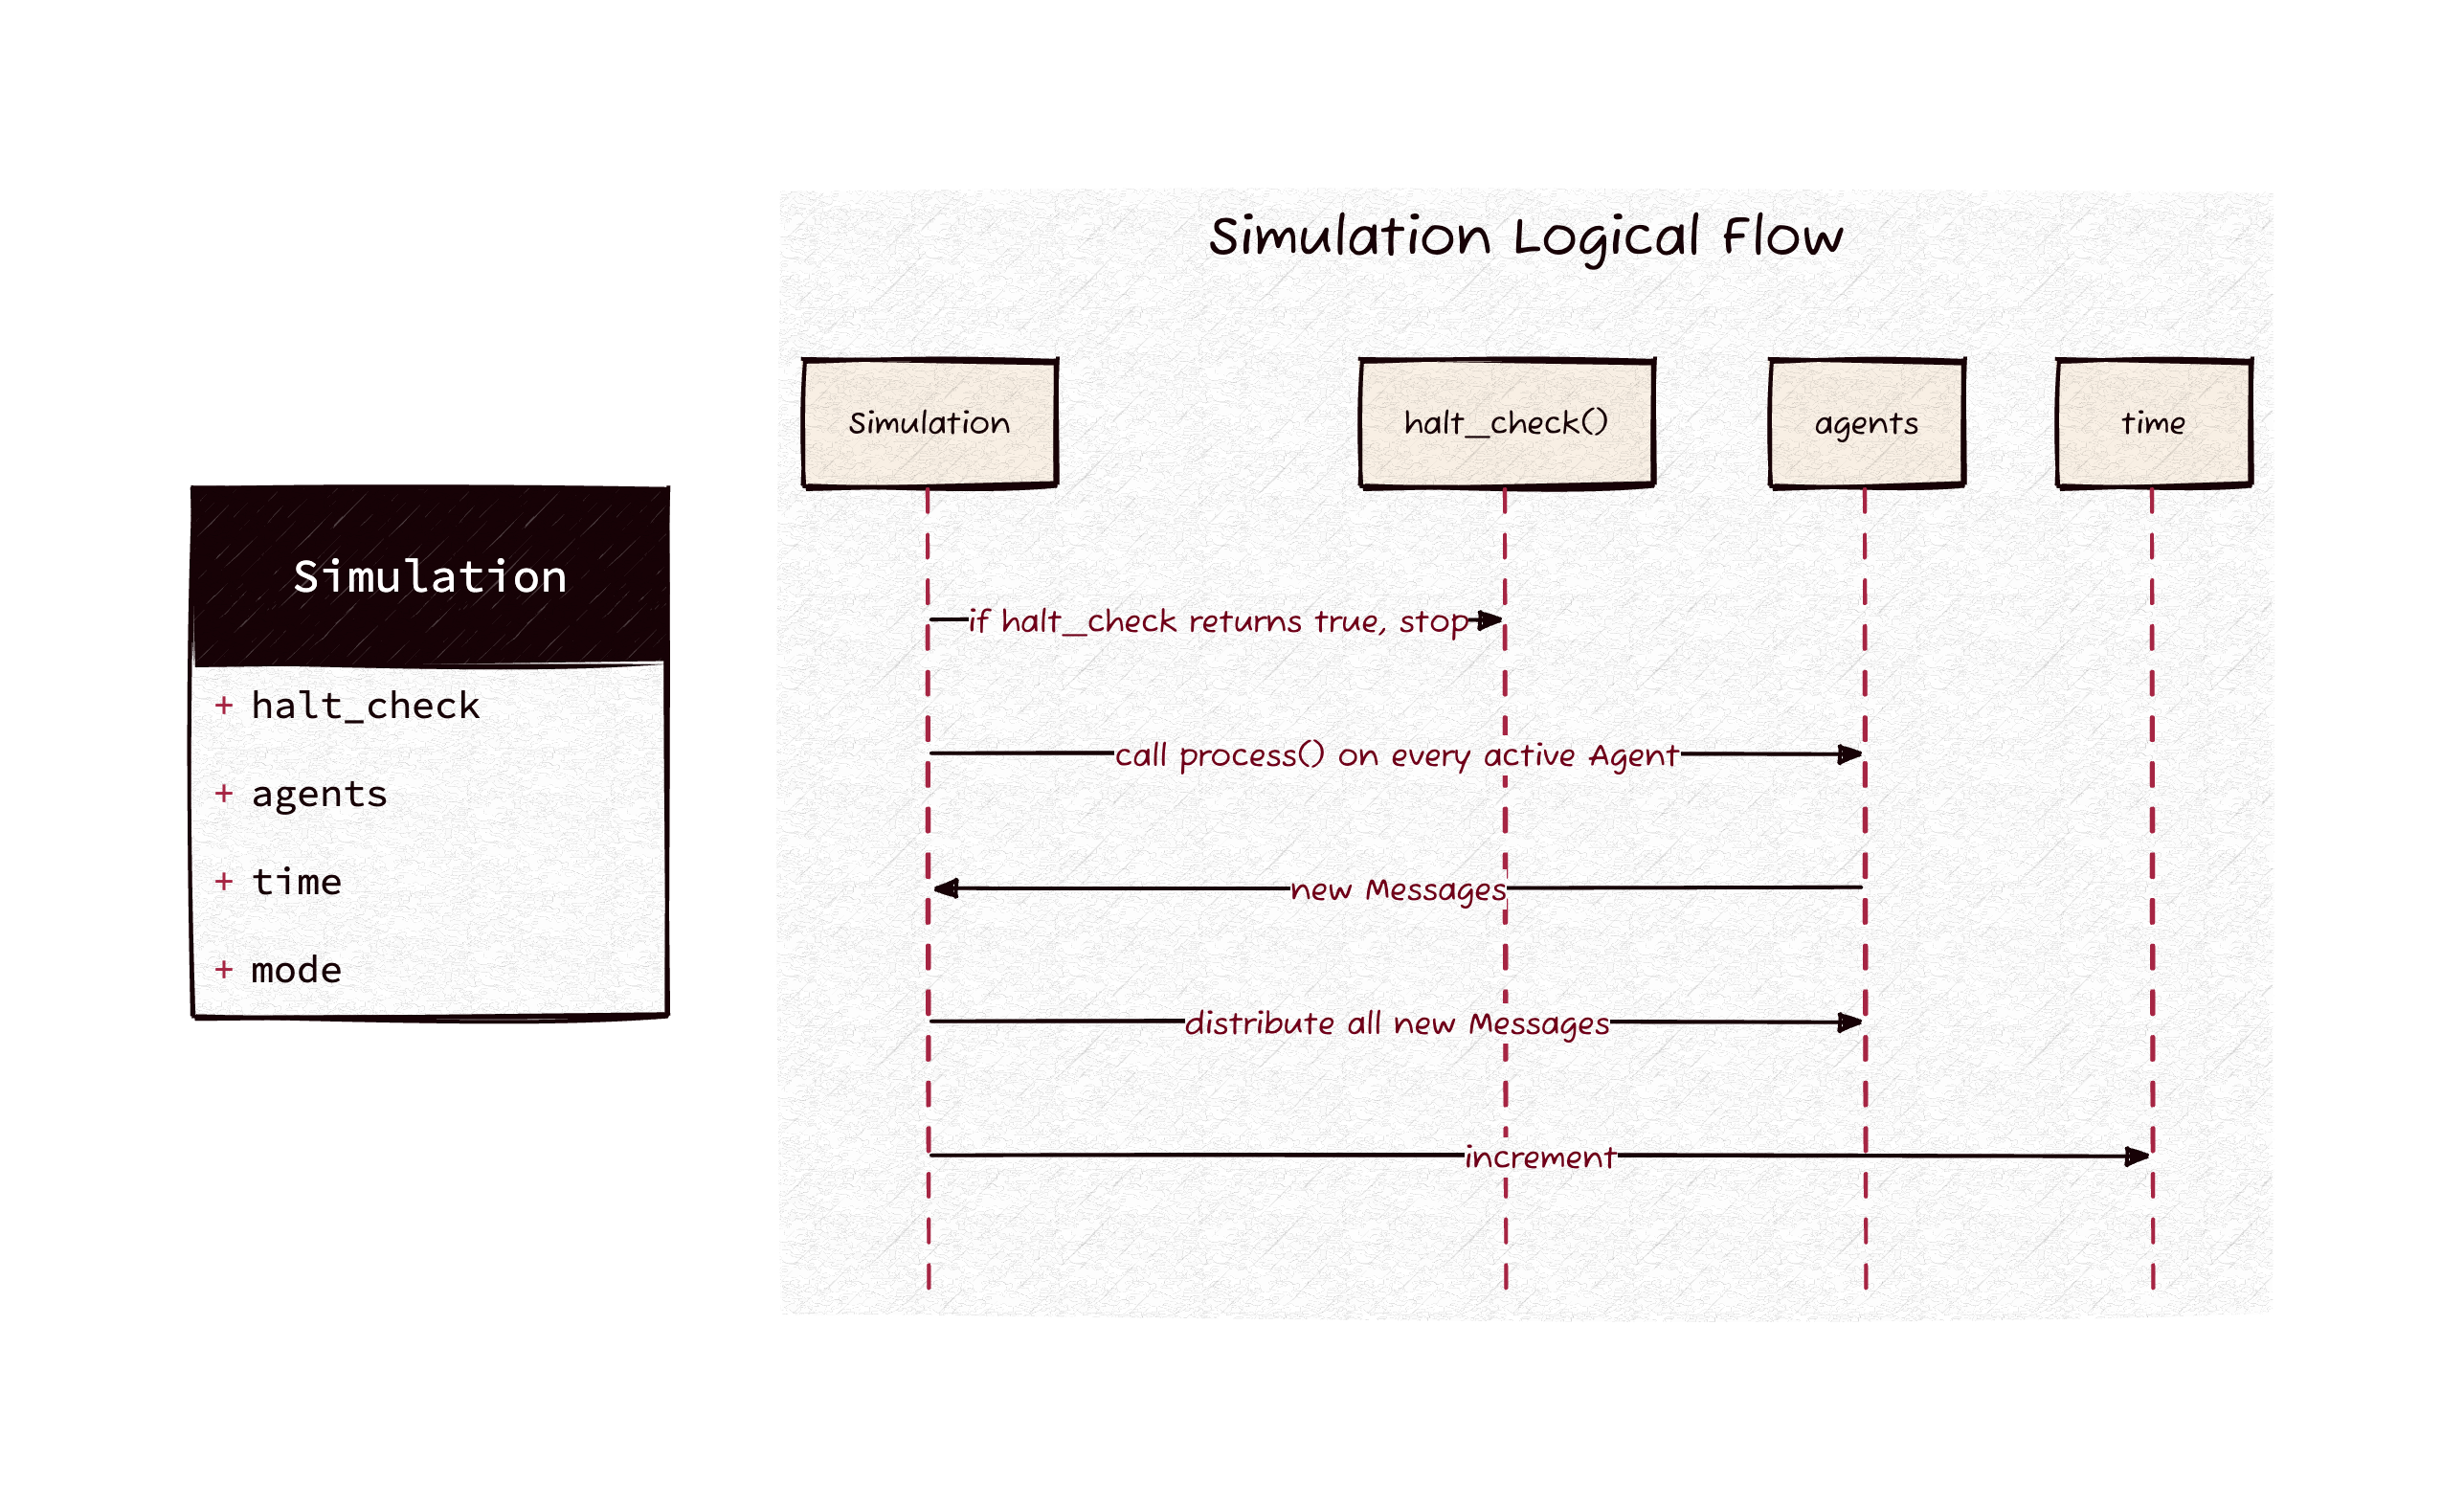 Simulation
+ halt_check
+ agents
+ time
+ mode
Simulation Logical Flow
Simulation
halt_check()
agents
time
if halt_check returns true, stop
call process() on every active Agent
new Messages
distribute all new Messages
increment